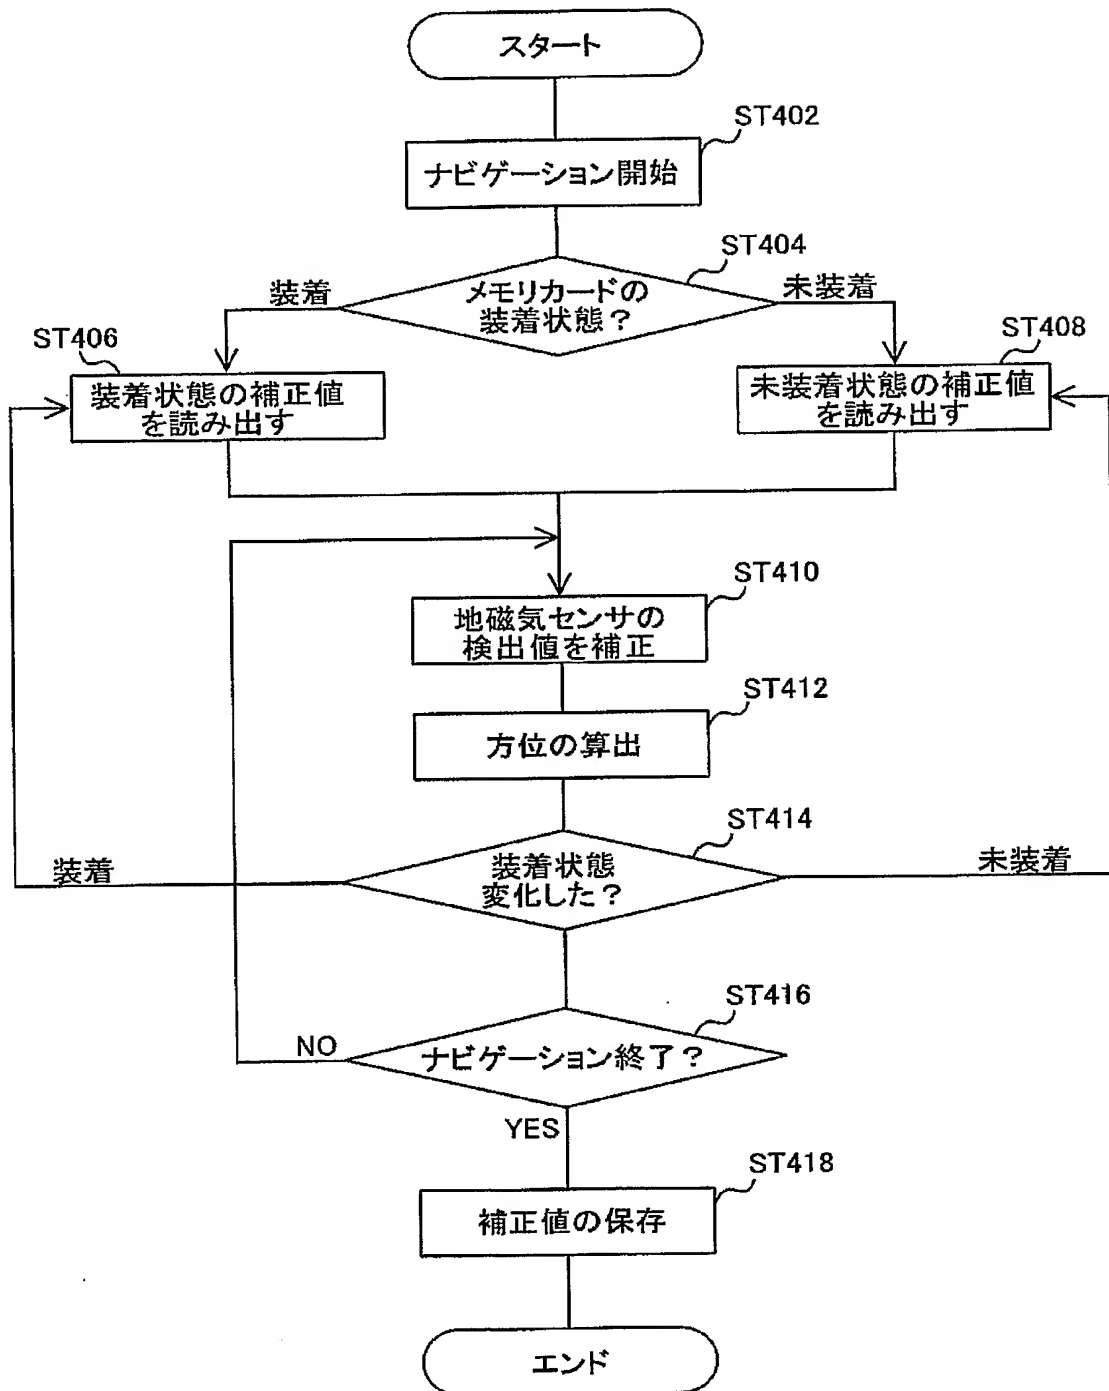 スタート
ST402
ナビゲーション開始
ST404
メモリカードの
装着状態？
装着
未装着
ST406
装着状態の補正値
を読み出す
ST408
未装着状態の補正値
を読み出す
ST410
地磁気センサの
検出値を補正
ST412
方位の算出
ST414
装着状態
変化した？
装着
未装着
ST416
ナビゲーション終了？
NO
YES
ST418
補正値の保存
エンド